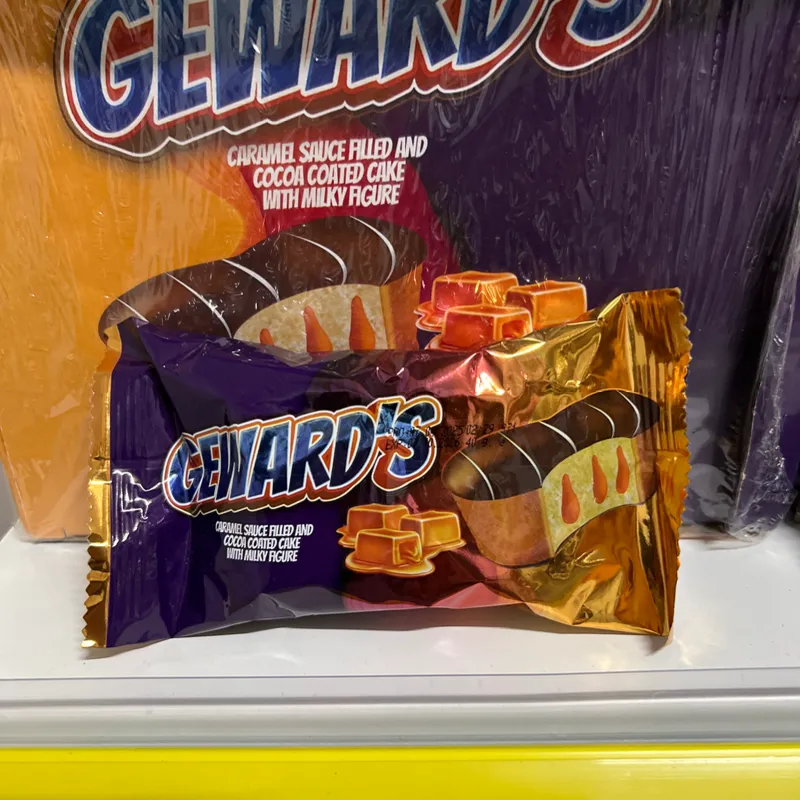 GEWARD'S
CARAMEL SAUCE FILLED AND
COCOA COATED CAKE
WITH MILKY FIGURE
GEWARD'S
CARAMEL SAUCE FILLED AND
COCOA COATED CAKE
WITH MILKY FIGURE